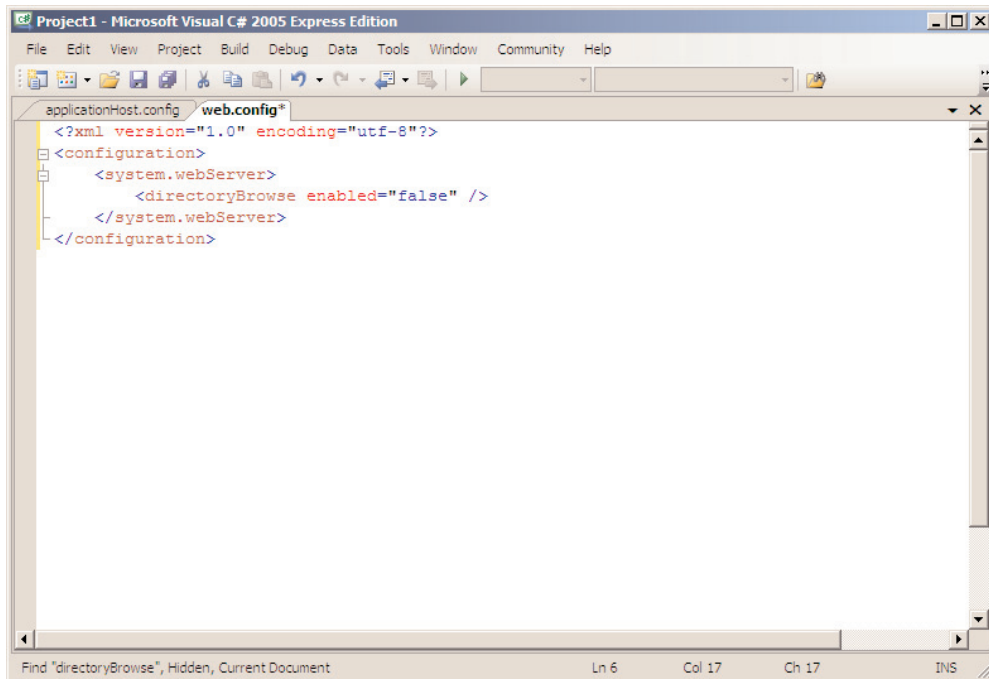 Project1 - Microsoft Visual C# 2005 Express Edition
File Edit View Project Build Debug Data Tools Window Community Help
applicationHost.config web.config*
<?xml version="1.0" encoding="utf-8"?>
<configuration>
<system.webServer>
<directoryBrowse enabled="false" />
</system.webServer>
</configuration>
Find "directoryBrowse", Hidden, Current Document Ln 6 Col 17 Ch 17 INS